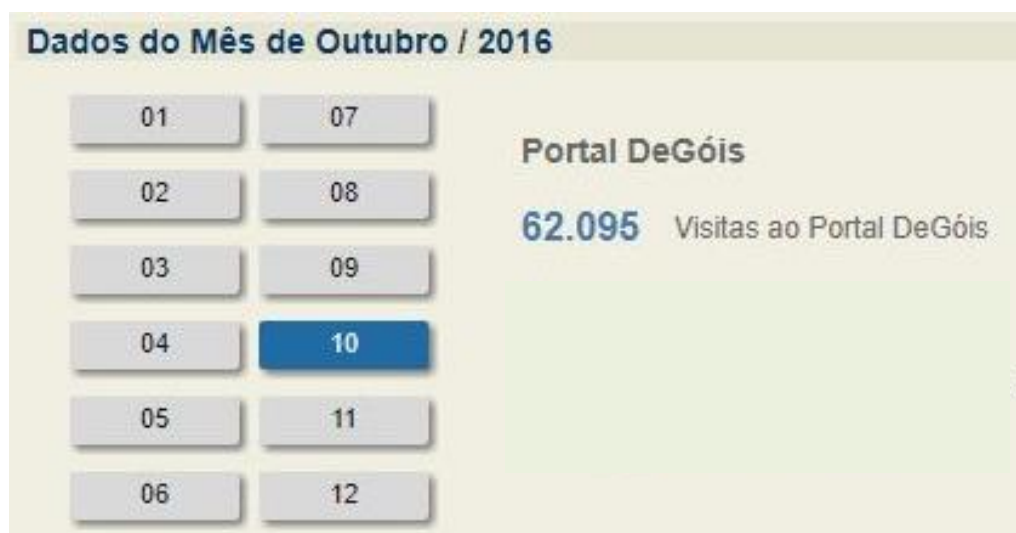 Dados do Mês de Outubro / 2016
01 07
02 08
03 09
04 10
05 11
06 12
Portal DeGóis
62.095 Visitas ao Portal DeGóis